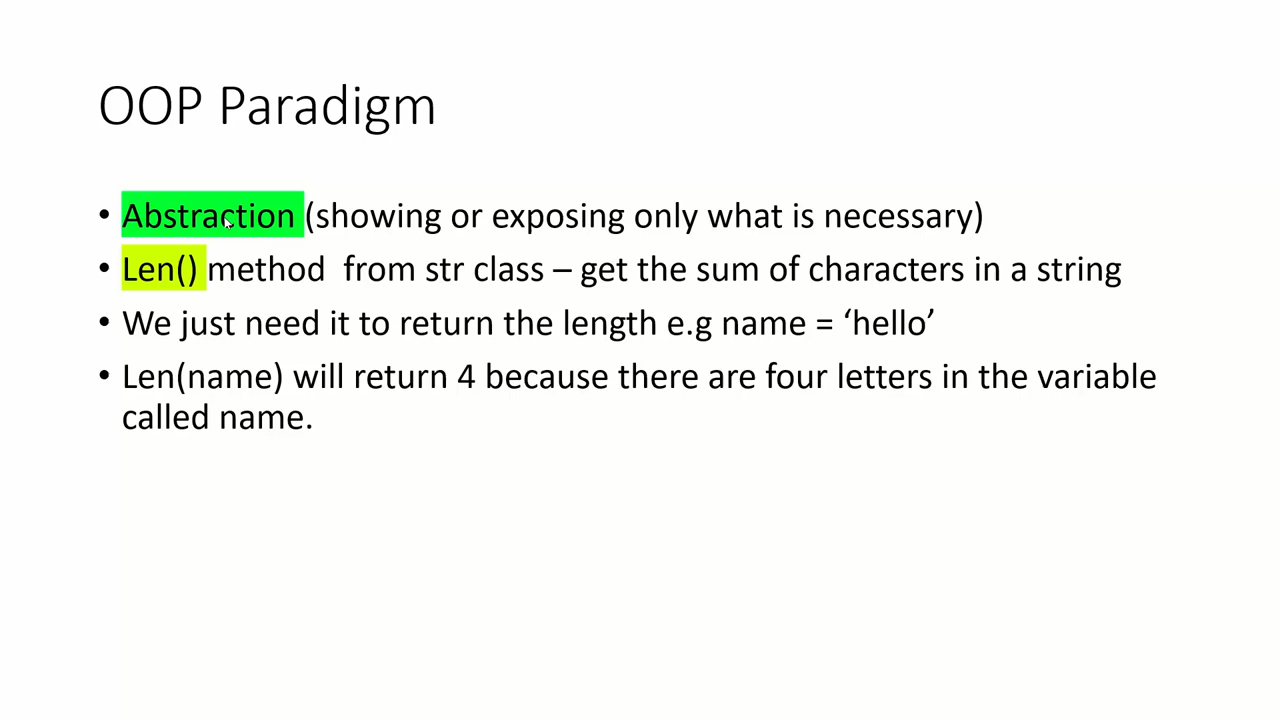 OOP Paradigm
• Abstraction (showing or exposing only what is necessary)
• Len() method  from str class – get the sum of characters in a string
• We just need it to return the length e.g name = ‘hello’
• Len(name) will return 4 because there are four letters in the variable
called name.